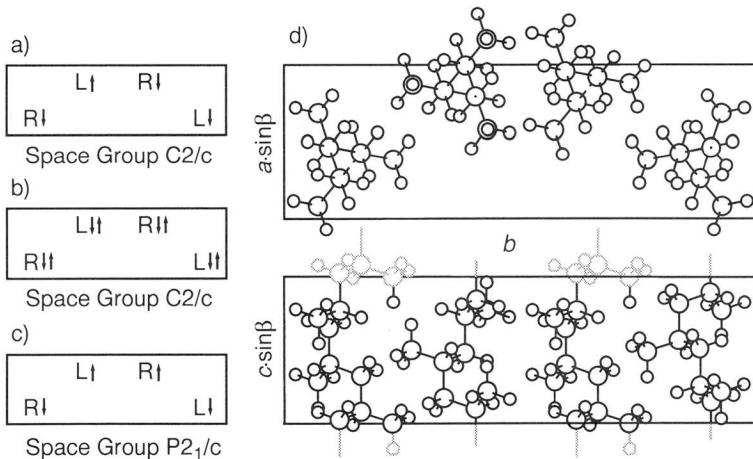 a)
L↑ R↓
R↓ L↓
Space Group C2/c
b)
L↓↑ R↓↑
R↓↑ L↓↑
Space Group C2/c
c)
L↑ R↑
R↓ L↓
Space Group P2₁/c
d)
a·sinβ
b
c·sinβ